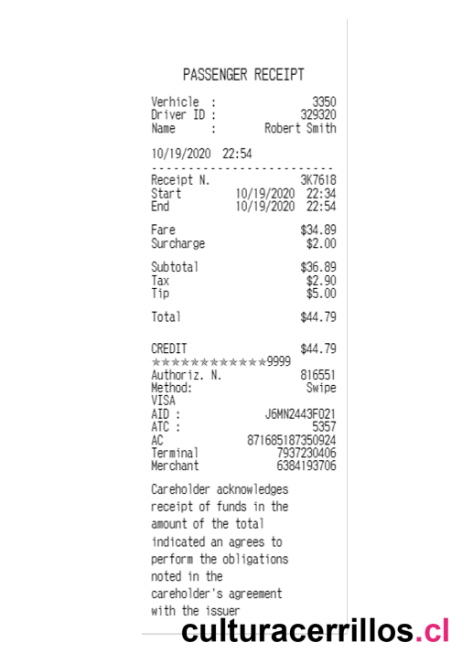 PASSENGER RECEIPT
Verhicle : 3350
Driver ID : 329320
Name : Robert Smith
10/19/2020 22:54
Receipt N. 3K7618
Start 10/19/2020 22:34
End 10/19/2020 22:54
Fare $34.89
Surcharge $2.00
Subtotal $36.89
Tax $2.90
Tip $5.00
Total $44.79
CREDIT $44.79
*************9999
Authoriz. N. 816551
Method: Swipe
VISA
AID : J6MN2443F021
ATC : 5357
AC 871685187350924
Terminal 7937230406
Merchant 6384193706
Careholder acknowledges
receipt of funds in the
amount of the total
indicated an agrees to
perform the obligations
noted in the
careholder's agreement
with the issuer
culturacerrillos.cl